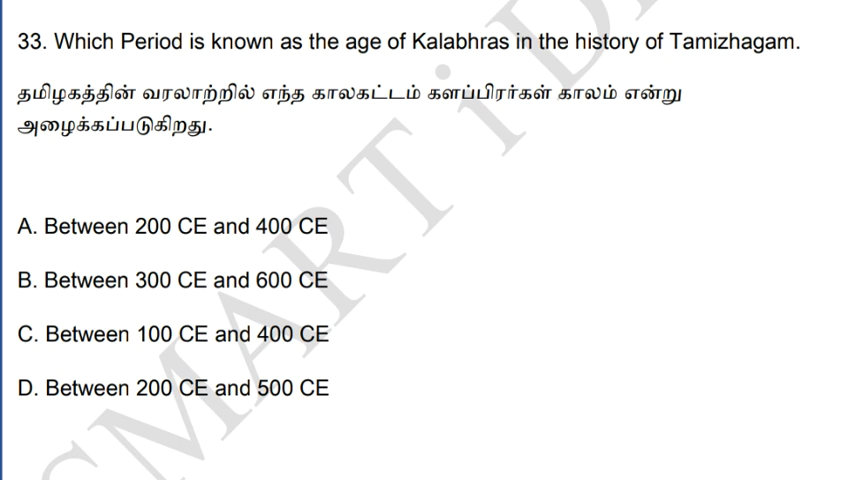 33. Which Period is known as the age of Kalabhras in the history of Tamizhagam.
தமிழகத்தின் வரலாற்றில் எந்த காலகட்டம் களப்பிரர்கள் காலம் என்று
அழைக்கப்படுகிறது.
A. Between 200 CE and 400 CE
B. Between 300 CE and 600 CE
C. Between 100 CE and 400 CE
D. Between 200 CE and 500 CE
SMART i D